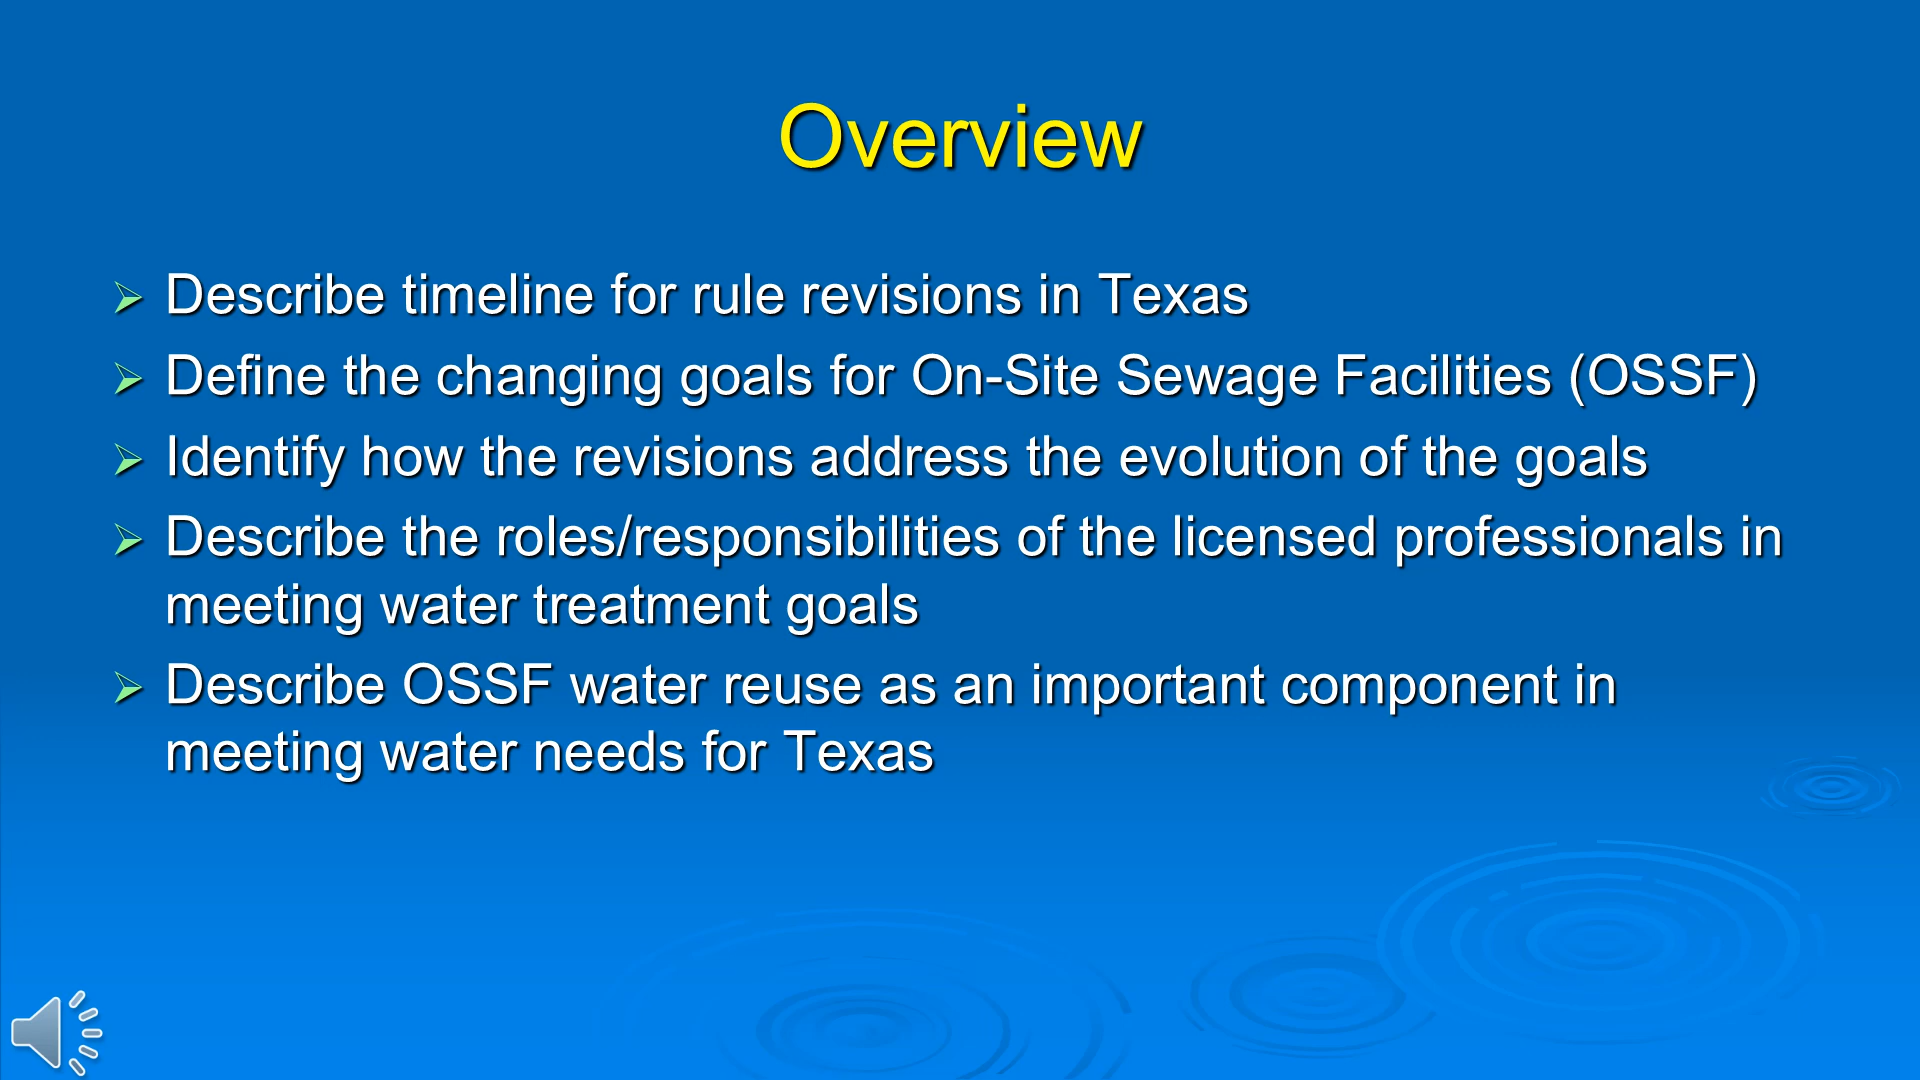 Overview
Describe timeline for rule revisions in Texas
Define the changing goals for On-Site Sewage Facilities (OSSF)
Identify how the revisions address the evolution of the goals
Describe the roles/responsibilities of the licensed professionals in
meeting water treatment goals
Describe OSSF water reuse as an important component in
meeting water needs for Texas